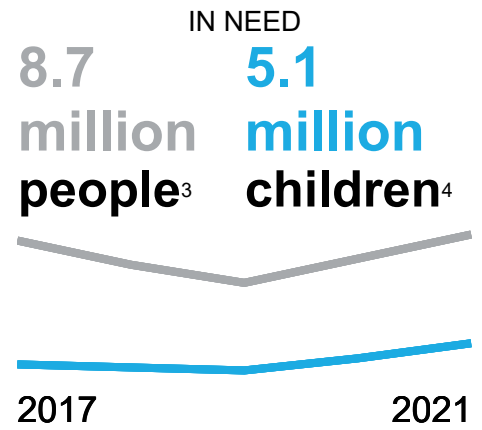 IN NEED
8.7
million
people3
5.1
million
children4
2017
2021